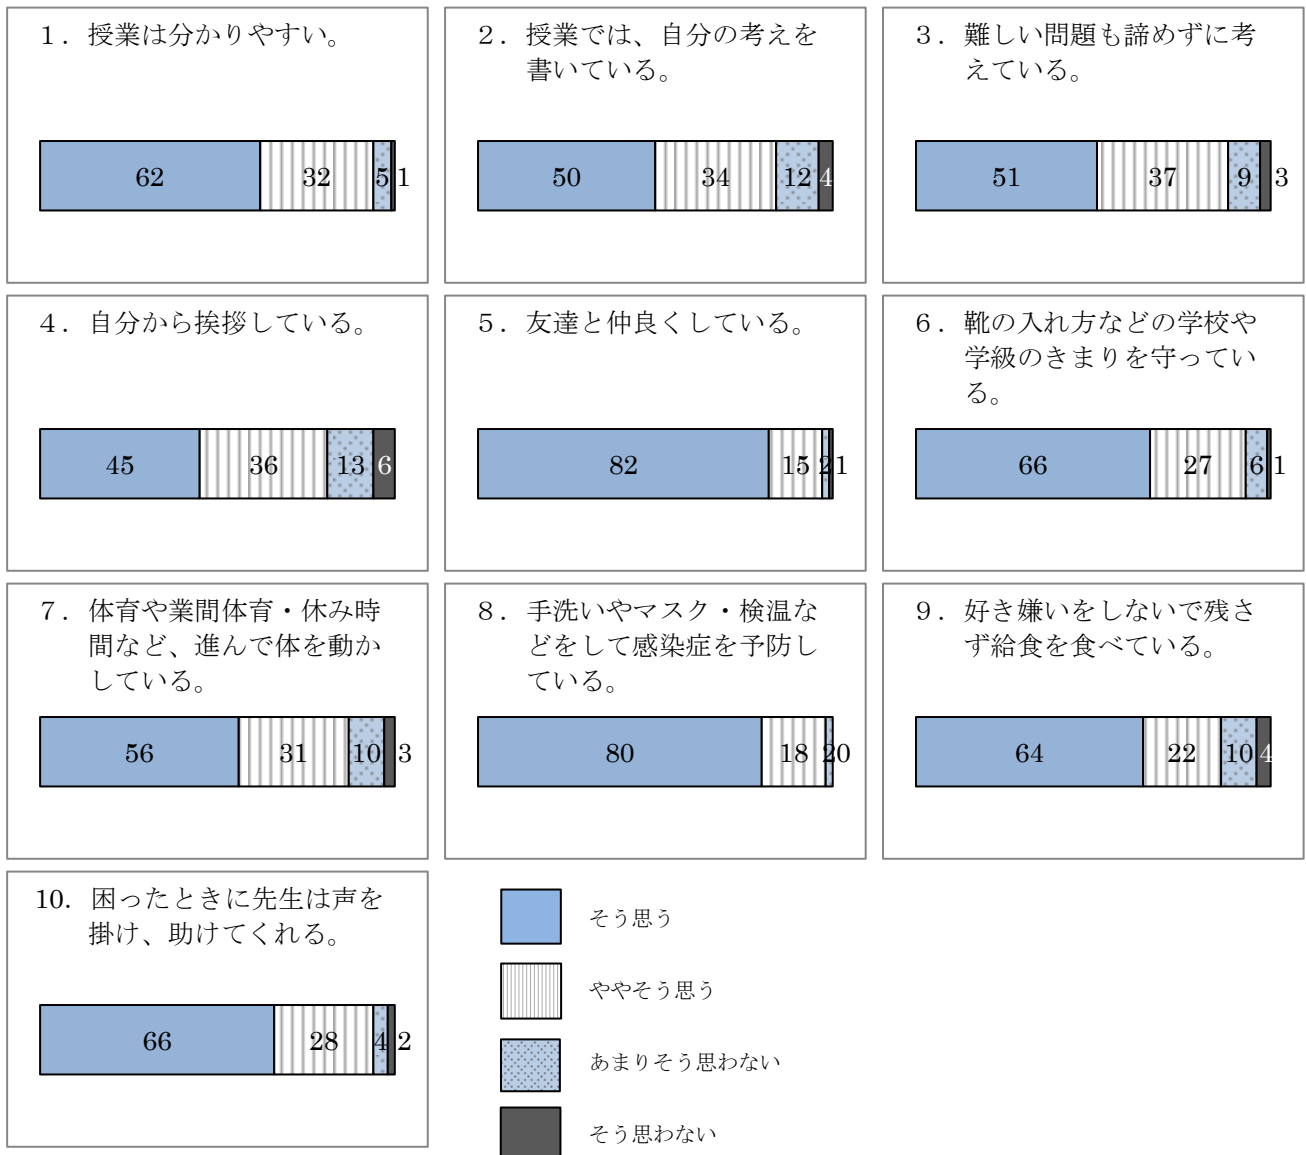 １．授業は分かりやすい。
62 32 5 1
２．授業では、自分の考えを
書いている。
50 34 12 4
３．難しい問題も諦めずに考
えている。
51 37 9 3
４．自分から挨拶している。
45 36 13 6
５．友達と仲良くしている。
82 15 2 1
６．靴の入れ方などの学校や
学級のきまりを守ってい
る。
66 27 6 1
７．体育や業間体育・休み時
間など、進んで体を動か
している。
56 31 10 3
８．手洗いやマスク・検温な
どをして感染症を予防し
ている。
80 18 2 0
９．好き嫌いをしないで残さ
ず給食を食べている。
64 22 10 4
10．困ったときに先生は声を
掛け、助けてくれる。
66 28 4 2
そう思う
ややそう思う
あまりそう思わない
そう思わない